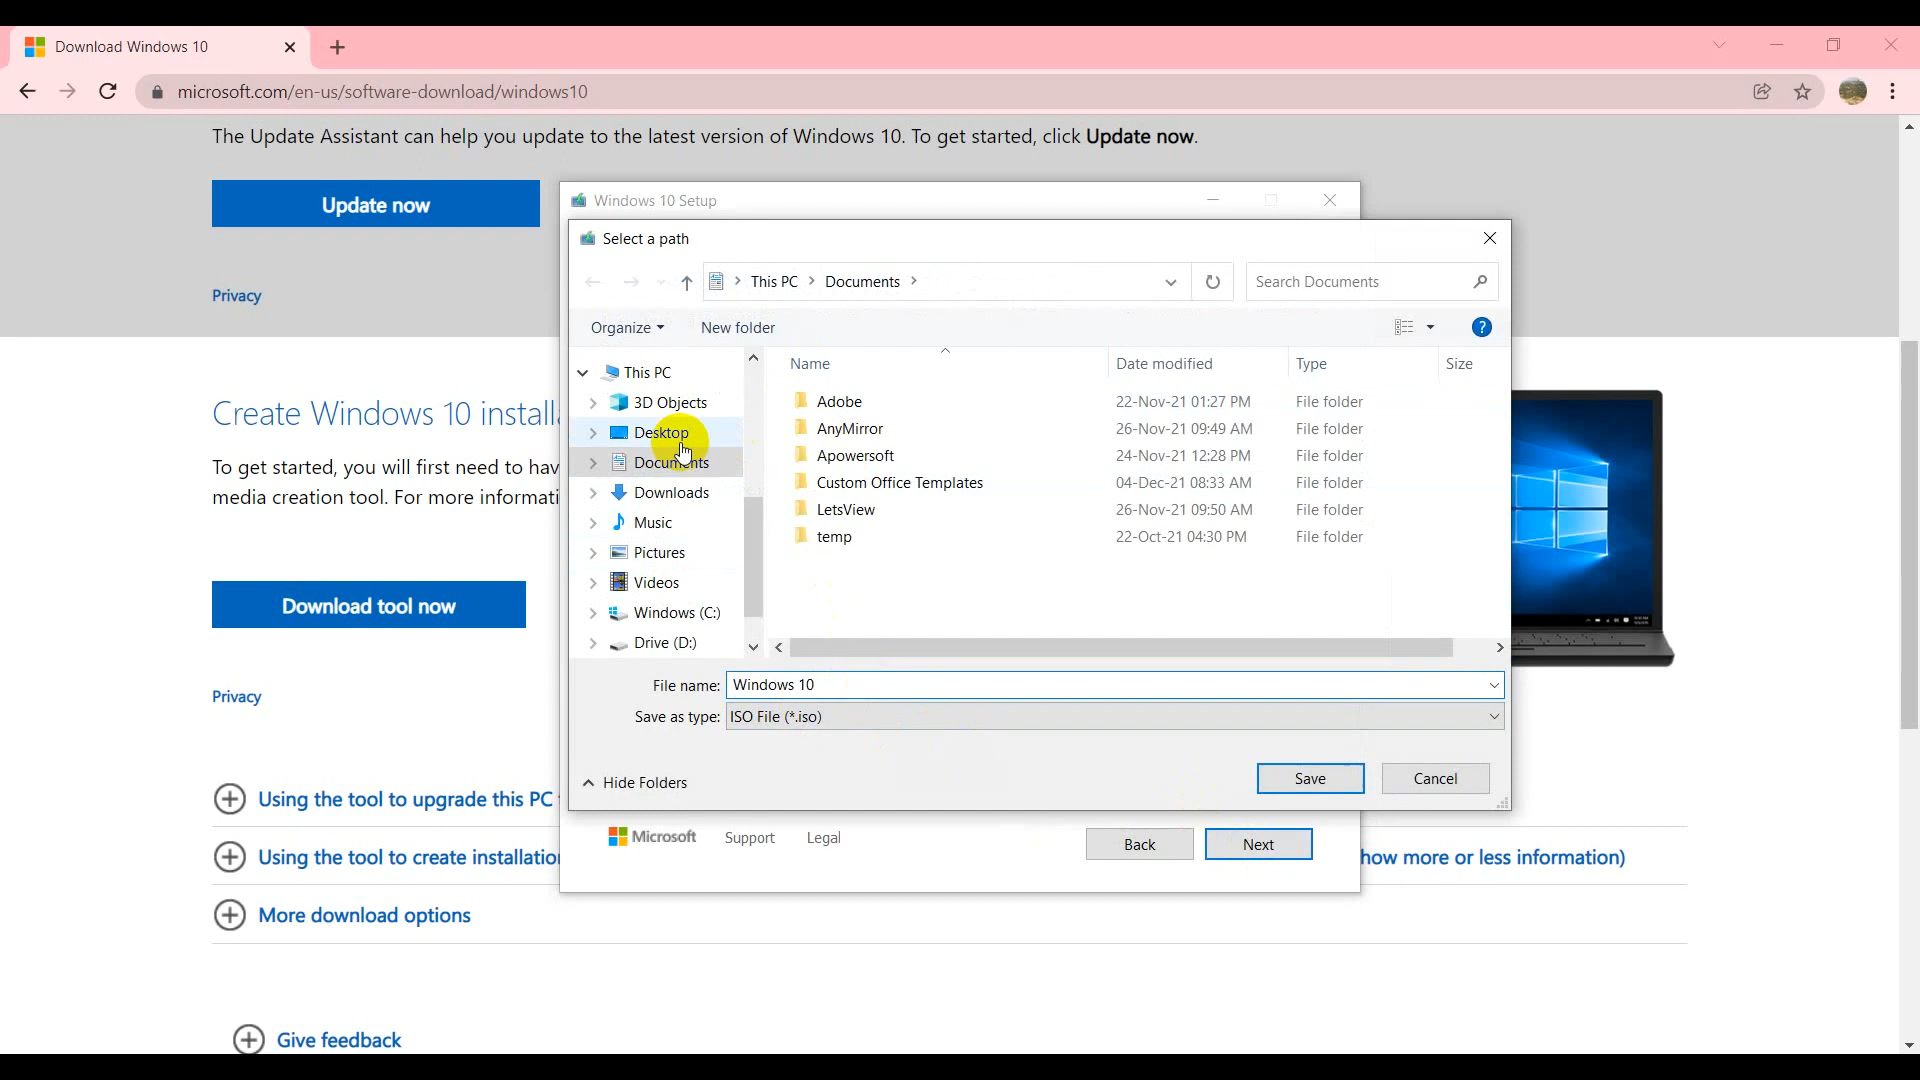 Download Windows 10
microsoft.com/en-us/software-download/windows10
The Update Assistant can help you update to the latest version of Windows 10. To get started, click Update now.
Update now
Privacy
Windows 10 Setup
Select a path
This PC > Documents >
Search Documents
Organize
New folder
?
This PC
3D Objects
Desktop
Documents
Downloads
Music
Pictures
Videos
Windows (C:)
Drive (D:)
Name Date modified Type Size
Adobe 22-Nov-21 01:27 PM File folder
AnyMirror 26-Nov-21 09:49 AM File folder
Apowersoft 24-Nov-21 12:28 PM File folder
Custom Office Templates 04-Dec-21 08:33 AM File folder
LetsView 26-Nov-21 09:50 AM File folder
temp 22-Oct-21 04:30 PM File folder
File name: Windows 10
Save as type: ISO File (*.iso)
Hide Folders
Save
Cancel
Microsoft
Support
Legal
Back
Next
Create Windows 10 installa
To get started, you will first need to hav
media creation tool. For more informati
Download tool now
Privacy
Using the tool to upgrade this PC
Using the tool to create installation
how more or less information)
More download options
Give feedback